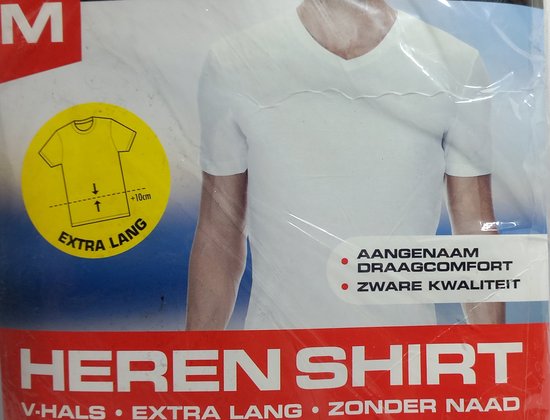 M
+10cm
EXTRA LANG
• AANGENAAM
DRAAGCOMFORT
• ZWARE KWALITEIT
HEREN SHIRT
V-HALS • EXTRA LANG • ZONDER NAAD